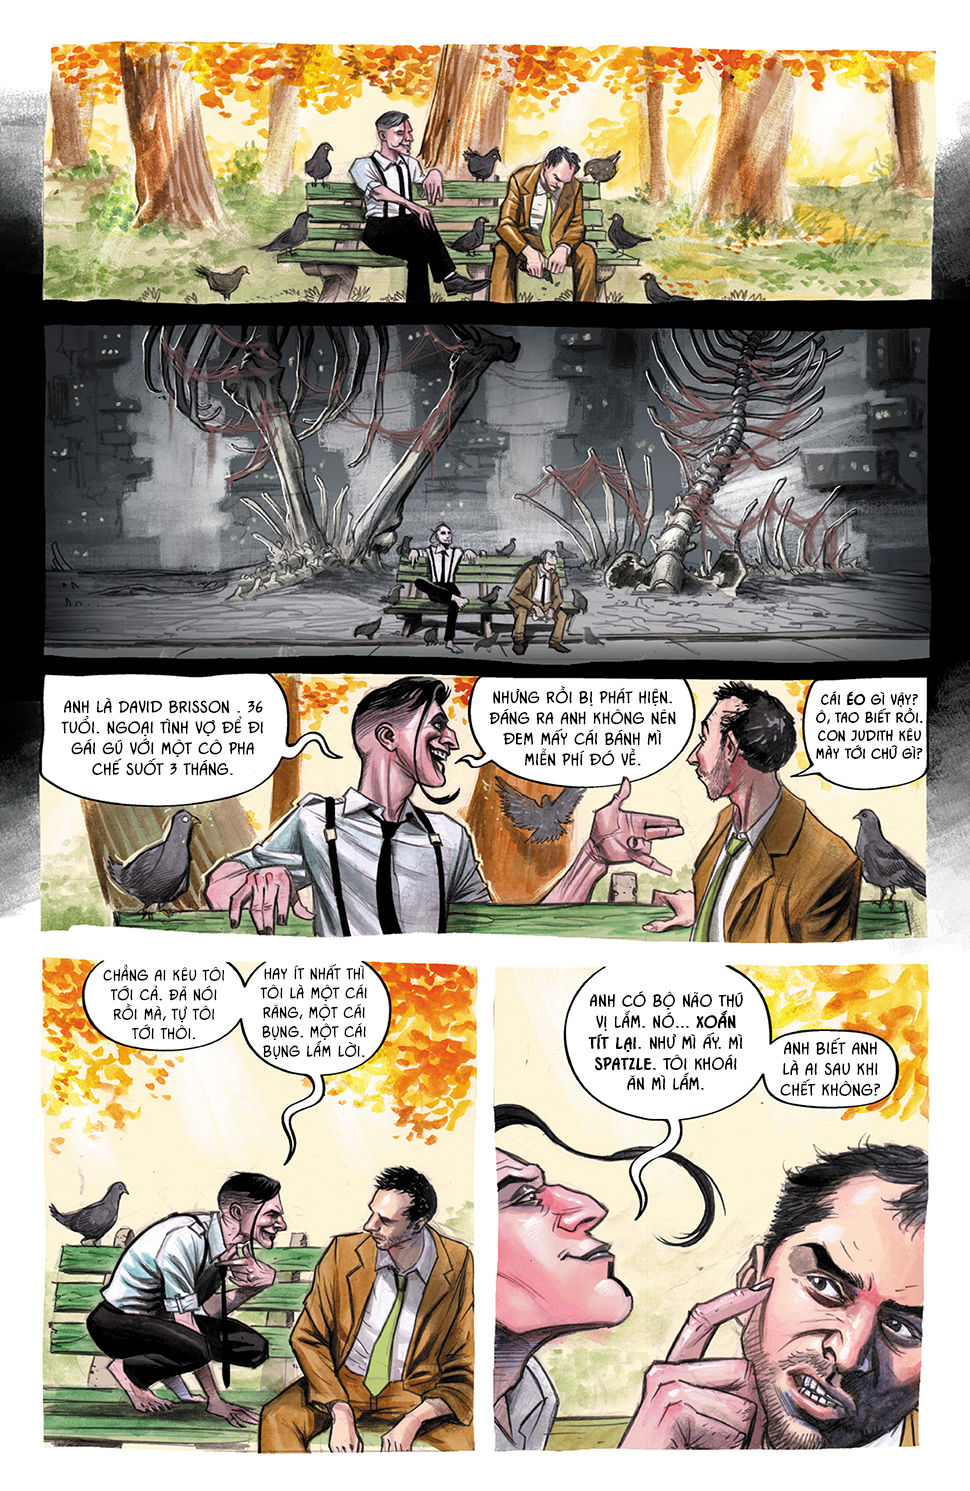 ANH LÀ DAVID BRISSON . 36
TUỔI. NGOẠI TÌNH VỢ ĐỂ ĐI
GÁI GÚ VỚI MỘT CÔ PHA
CHẾ SUỐT 3 THÁNG.
NHƯNG RỒI BỊ PHÁT HIỆN.
ĐÁNG RA ANH KHÔNG NÊN
ĐEM MẤY CÁI BÁNH MÌ
MIỄN PHÍ ĐÓ VỀ.
CÁI ÉO GÌ VẬY?
Ồ, TAO BIẾT RỒI.
CON JUDITH KÊU
MÀY TỚI CHỨ GÌ?
CHẲNG AI KÊU TÔI
TỚI CẢ. ĐÃ NÓI
RỒI MÀ, TỰ TÔI
TỚI THÔI.
HAY ÍT NHẤT THÌ
TÔI LÀ MỘT CÁI
RĂNG, MỘT CÁI
BỤNG. MỘT CÁI
BỤNG LẮM LỜI.
ANH CÓ BỘ NÃO THÚ
VỊ LẮM. NÓ... XOẮN
TÍT LẠI. NHƯ MÌ ẤY. MÌ
SPATZLE. TÔI KHOÁI
ĂN MÌ LẮM.
ANH BIẾT ANH
LÀ AI SAU KHI
CHẾT KHÔNG?